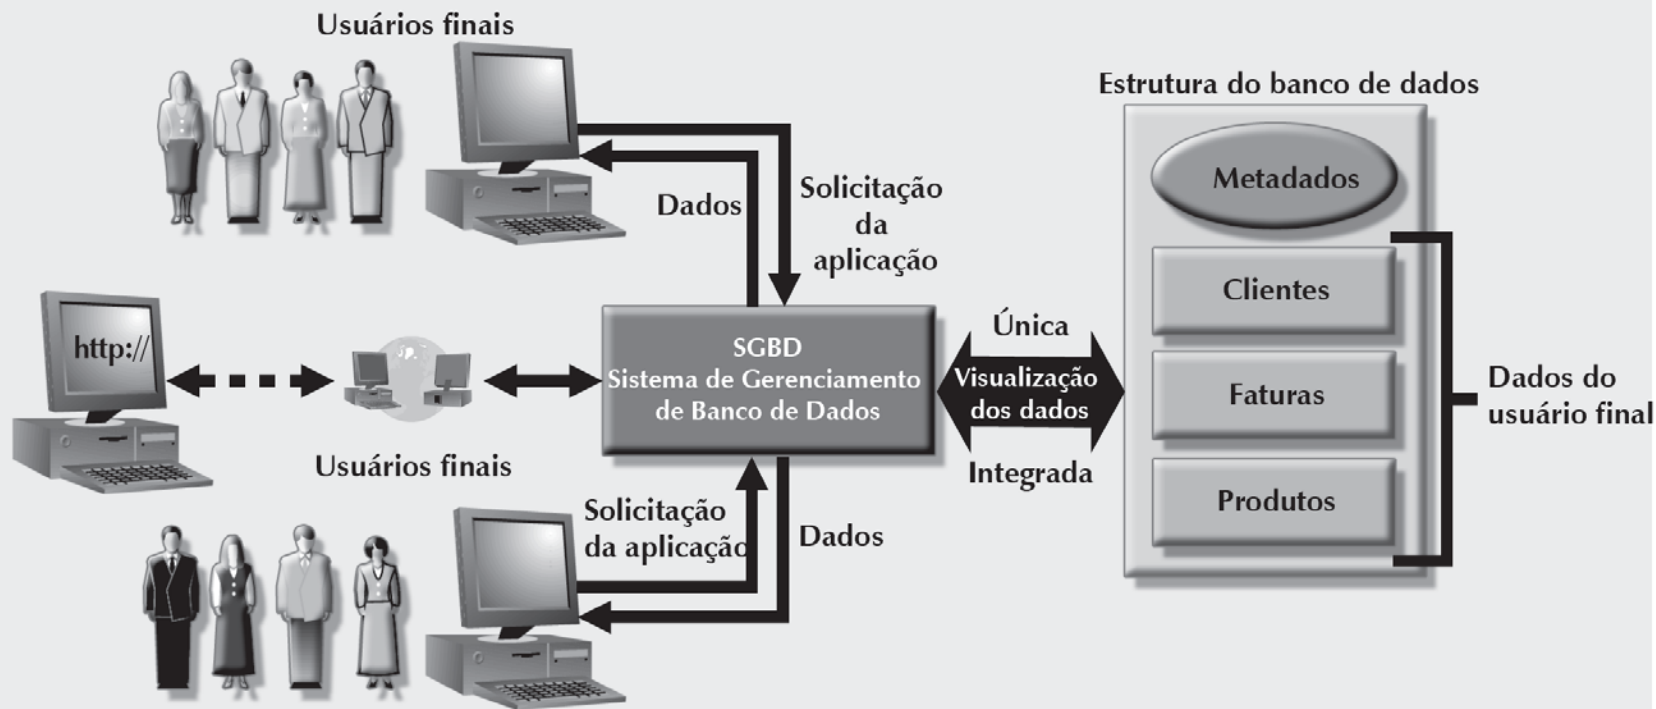 Usuários finais
Estrutura do banco de dados
Metadados
Dados
Solicitação
da
aplicação
Clientes
http://
SGBD
Sistema de Gerenciamento
de Banco de Dados
Única
Visualização
dos dados
Integrada
Faturas
Dados do
usuário final
Usuários finais
Produtos
Solicitação
da aplicação
Dados